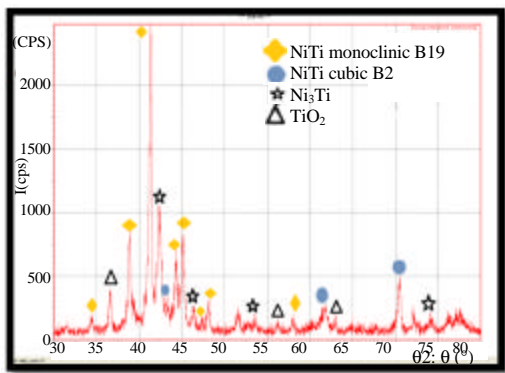 (CPS)
NiTi monoclinic B19
NiTi cubic B2
Ni₃Ti
TiO₂
2000
1500
I(cps)
1000
500
0
30 35 40 45 50 55 60 65 70 75 80
θ2: θ (°)